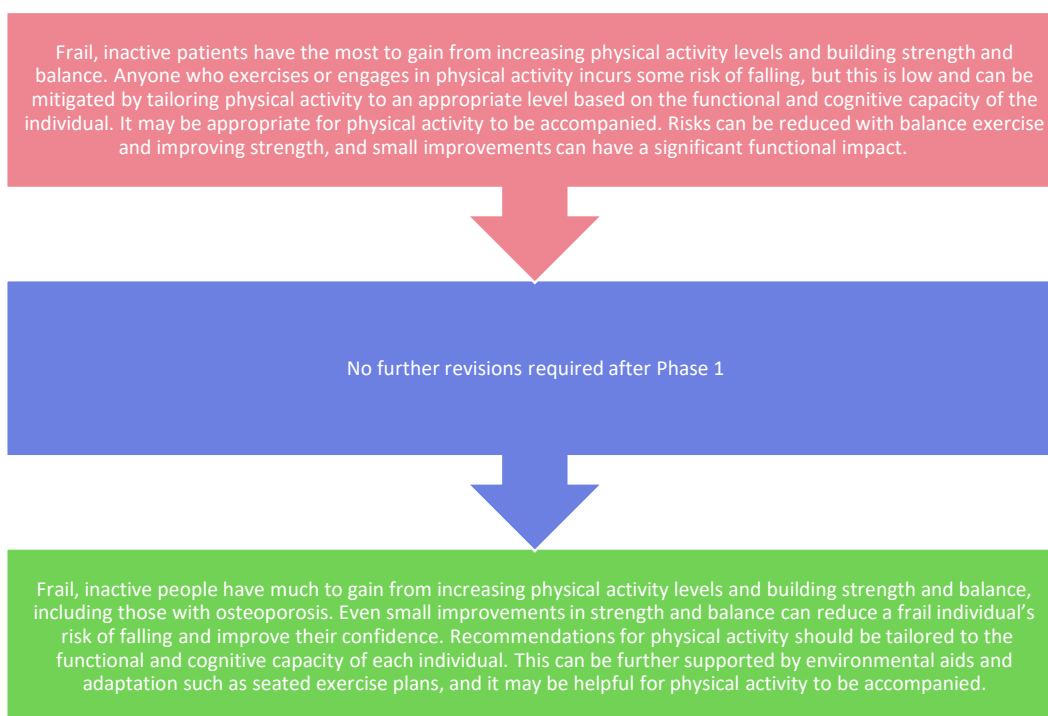 Frail, inactive patients have the most to gain from increasing physical activity levels and building strength and
balance. Anyone who exercises or engages in physical activity incurs some risk of falling, but this is low and can be
mitigated by tailoring physical activity to an appropriate level based on the functional and cognitive capacity of the
individual. It may be appropriate for physical activity to be accompanied. Risks can be reduced with balance exercise
and improving strength, and small improvements can have a significant functional impact.
No further revisions required after Phase 1
Frail, inactive people have much to gain from increasing physical activity levels and building strength and balance,
including those with osteoporosis. Even small improvements in strength and balance can reduce a frail individual’s
risk of falling and improve their confidence. Recommendations for physical activity should be tailored to the
functional and cognitive capacity of each individual. This can be further supported by environmental aids and
adaptation such as seated exercise plans, and it may be helpful for physical activity to be accompanied.